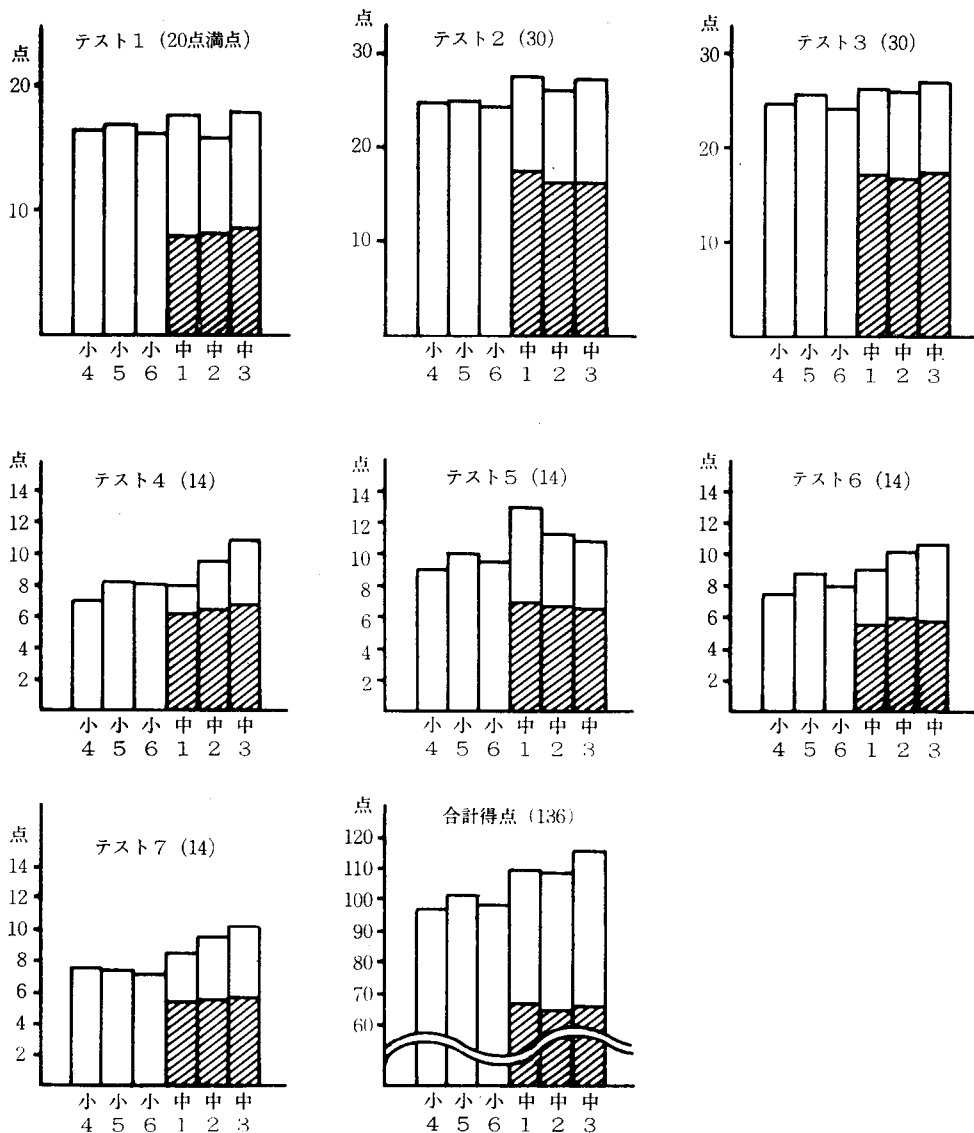 点
テスト1 (20点満点)
20
10
小 小 小 中 中 中
4 5 6 1 2 3
点
テスト2 (30)
30
20
10
小 小 小 中 中 中
4 5 6 1 2 3
点
テスト3 (30)
30
20
10
小 小 小 中 中 中
4 5 6 1 2 3
点
テスト4 (14)
14
12
10
8
6
4
2
小 小 小 中 中 中
4 5 6 1 2 3
点
テスト5 (14)
14
12
10
8
6
4
2
小 小 小 中 中 中
4 5 6 1 2 3
点
テスト6 (14)
14
12
10
8
6
4
2
小 小 小 中 中 中
4 5 6 1 2 3
点
テスト7 (14)
14
12
10
8
6
4
2
小 小 小 中 中 中
4 5 6 1 2 3
点
合計得点 (136)
120
110
100
90
80
70
60
小 小 小 中 中 中
4 5 6 1 2 3